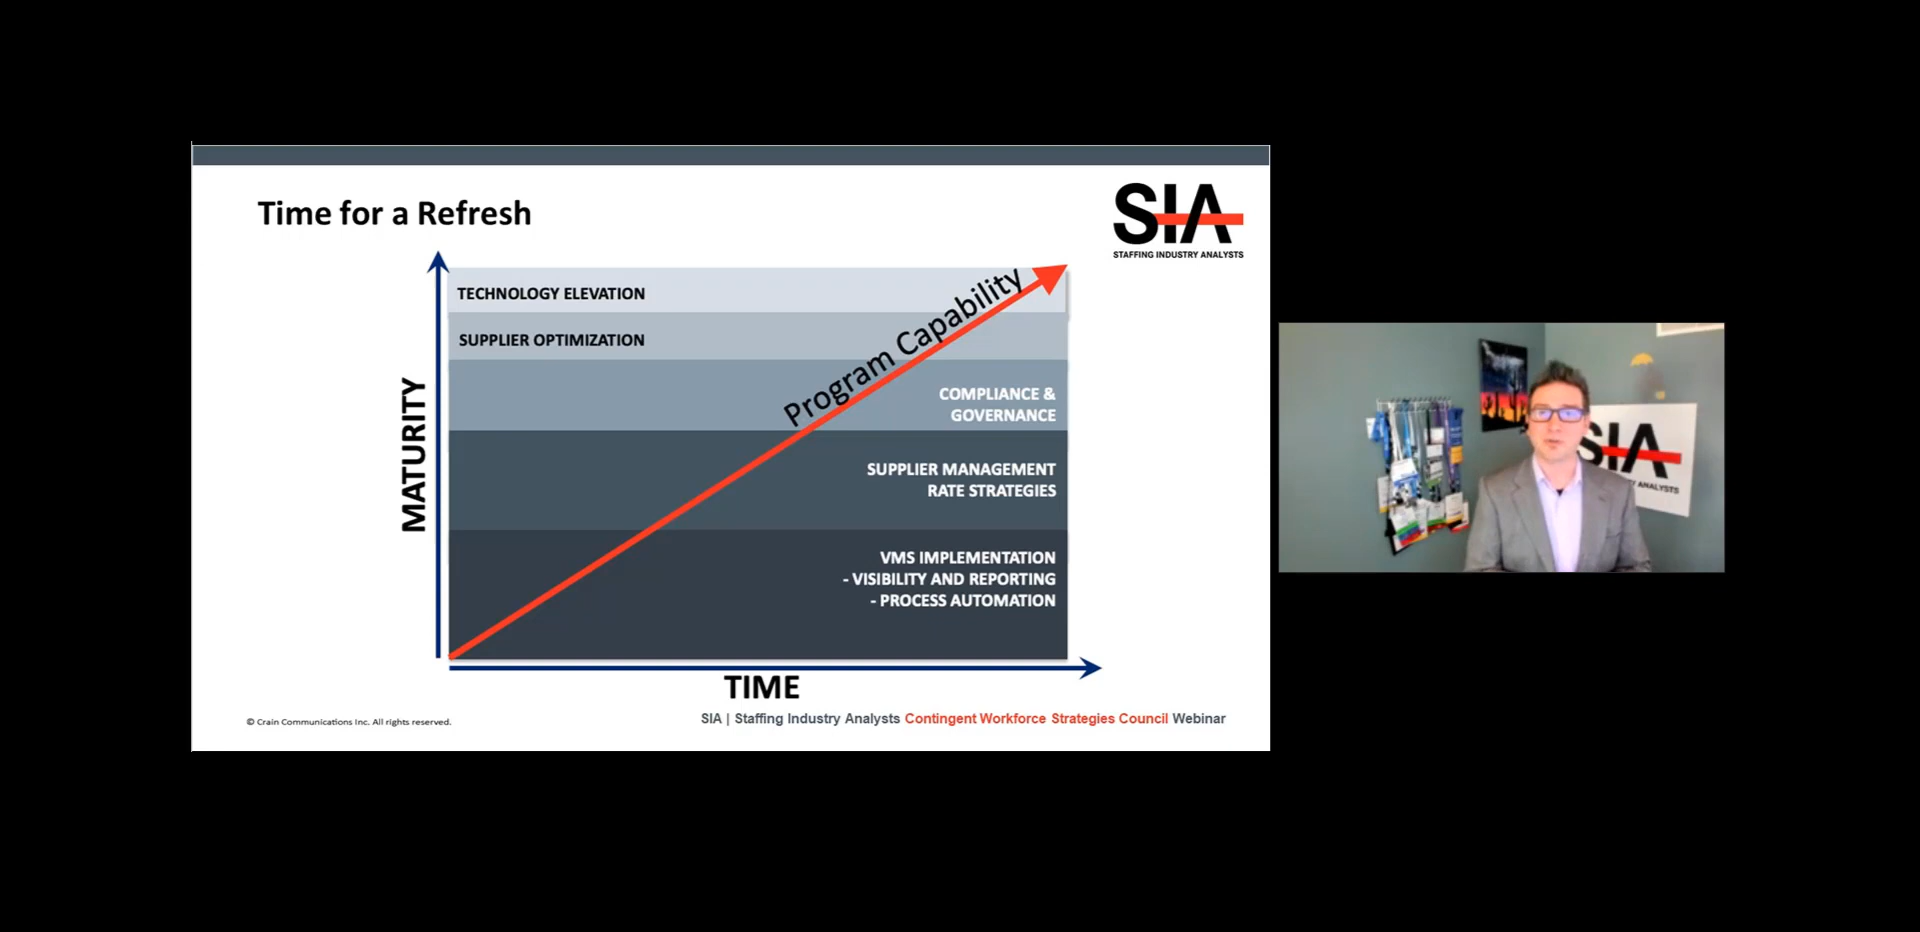 Time for a Refresh
SIA
STAFFING INDUSTRY ANALYSTS
TECHNOLOGY ELEVATION
SUPPLIER OPTIMIZATION
Program Capability
COMPLIANCE &
GOVERNANCE
MATURITY
SUPPLIER MANAGEMENT
RATE STRATEGIES
VMS IMPLEMENTATION
- VISIBILITY AND REPORTING
- PROCESS AUTOMATION
TIME
© Crain Communications Inc. All rights reserved.
SIA | Staffing Industry Analysts Contingent Workforce Strategies Council Webinar
SIA
ANALYSTS